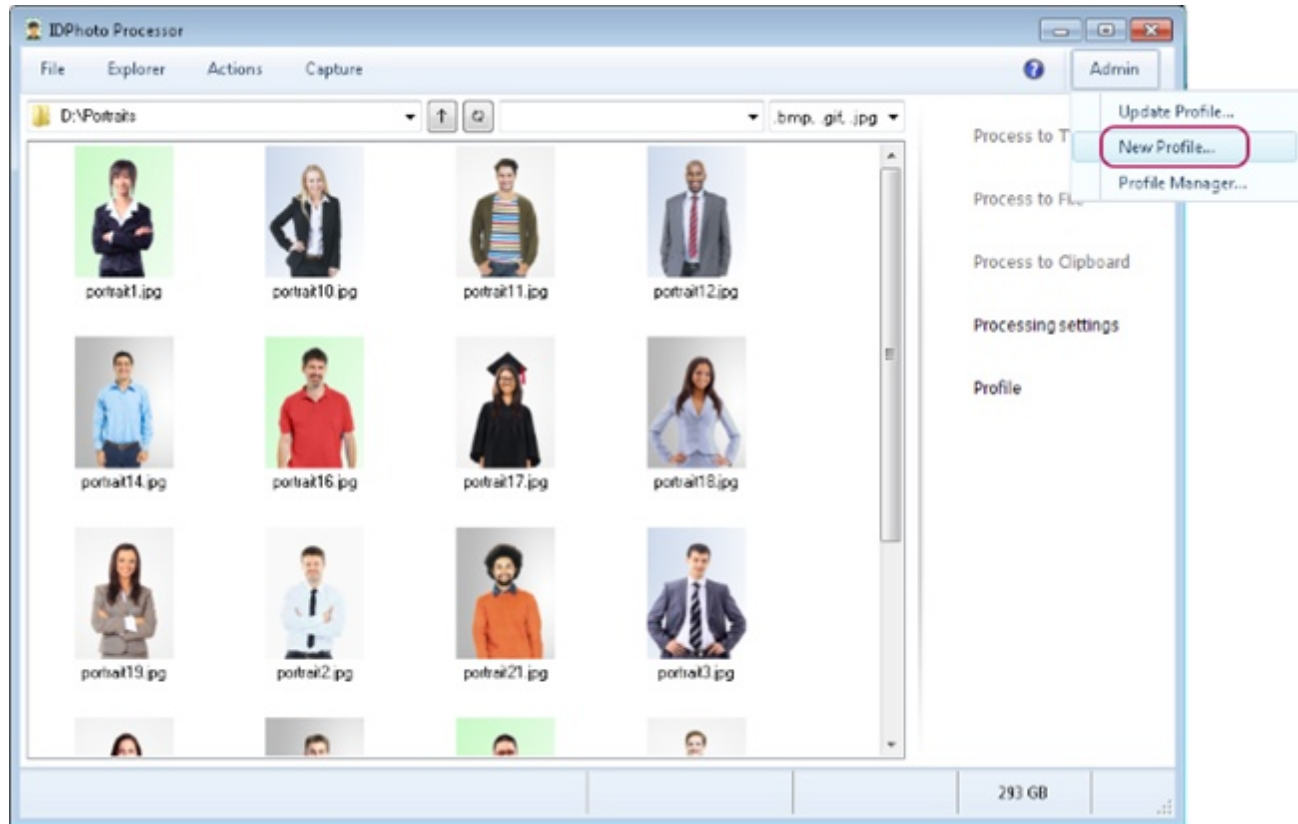 IDPhoto Processor
File Explorer Actions Capture Admin
D:\Portraits .bmp, .gif, .jpg
Update Profile...
New Profile...
Profile Manager...
Process to T
Process to File
Process to Clipboard
Processing settings
Profile
portrait1.jpg portrait10.jpg portrait11.jpg portrait12.jpg
portrait14.jpg portrait16.jpg portrait17.jpg portrait18.jpg
portrait19.jpg portrait2.jpg portrait21.jpg portrait3.jpg
293 GB